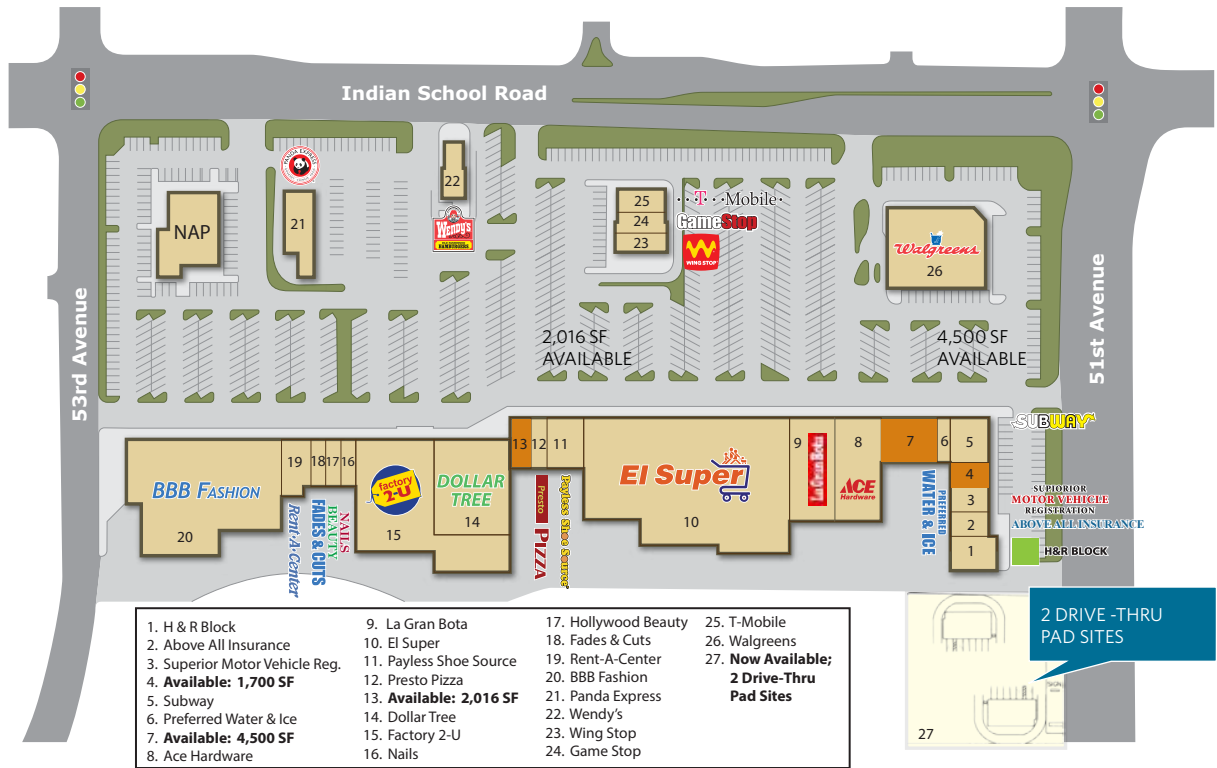 Indian School Road
53rd Avenue
51st Avenue
NAP
PANDA EXPRESS
21
22
Wendy's
OLD FASHIONED
HAMBURGERS
25
24
23
T-Mobile
GameStop
WING STOP
Walgreens
26
2,016 SF
AVAILABLE
4,500 SF
AVAILABLE
BBB FASHION
20
19
18
17
16
Rent-A-Center
FADES & CUTS
BEAUTY
NAILS
factory
2-U
15
DOLLAR
TREE
14
13
12
11
Presto
PIZZA
Payless Shoe Source
El Super
10
9
La Gran Bota
8
ACE
Hardware
7
6
5
4
3
2
1
PREFERRED
WATER & ICE
SUBWAY
SUPIORIOR
MOTOR VEHICLE
REGISTRATION
ABOVE ALL INSURANCE
H&R BLOCK
2 DRIVE -THRU
PAD SITES
27
1. H & R Block
2. Above All Insurance
3. Superior Motor Vehicle Reg.
4. Available: 1,700 SF
5. Subway
6. Preferred Water & Ice
7. Available: 4,500 SF
8. Ace Hardware
9. La Gran Bota
10. El Super
11. Payless Shoe Source
12. Presto Pizza
13. Available: 2,016 SF
14. Dollar Tree
15. Factory 2-U
16. Nails
17. Hollywood Beauty
18. Fades & Cuts
19. Rent-A-Center
20. BBB Fashion
21. Panda Express
22. Wendy's
23. Wing Stop
24. Game Stop
25. T-Mobile
26. Walgreens
27. Now Available;
2 Drive-Thru
Pad Sites